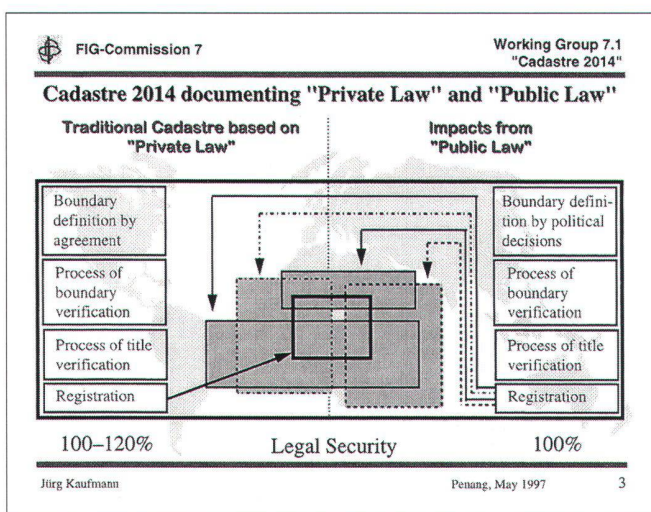 FIG-Commission 7
Working Group 7.1
"Cadastre 2014"
Cadastre 2014 documenting "Private Law" and "Public Law"
Traditional Cadastre based on
"Private Law"
Impacts from
"Public Law"
Boundary
definition by
agreement
Process of
boundary
verification
Process of title
verification
Registration
Boundary defini-
tion by political
decisions
Process of
boundary
verification
Process of title
verification
Registration
100–120%
Legal Security
100%
Jürg Kaufmann
Penang, May 1997
3